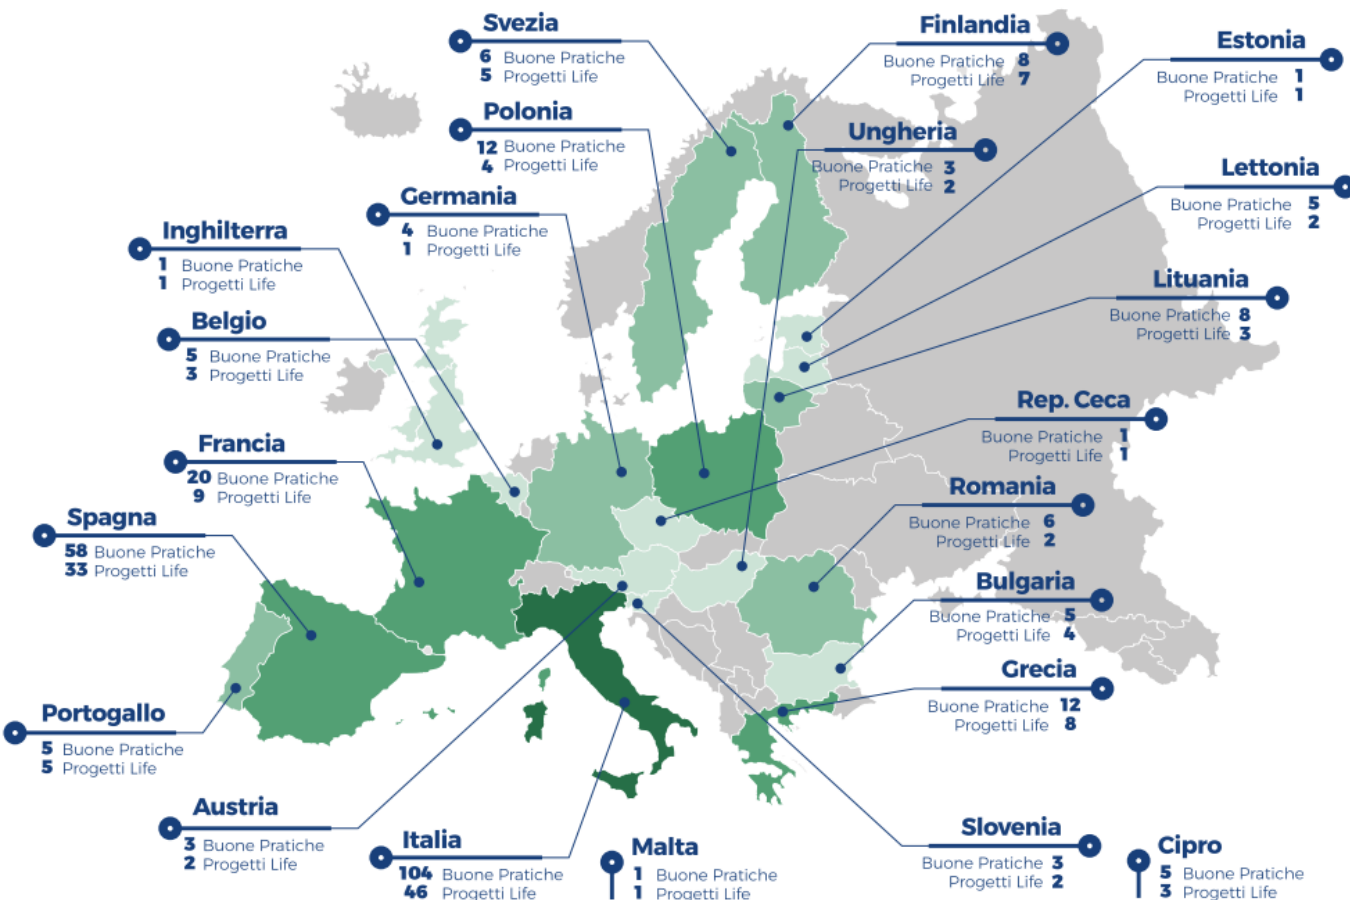 Svezia
6 Buone Pratiche
5 Progetti Life
Finlandia
Buone Pratiche 8
Progetti Life 7
Estonia
Buone Pratiche 1
Progetti Life 1
Polonia
12 Buone Pratiche
4 Progetti Life
Ungheria
Buone Pratiche 3
Progetti Life 2
Lettonia
Buone Pratiche 5
Progetti Life 2
Germania
4 Buone Pratiche
1 Progetti Life
Inghilterra
1 Buone Pratiche
1 Progetti Life
Lituania
Buone Pratiche 8
Progetti Life 3
Belgio
5 Buone Pratiche
3 Progetti Life
Rep. Ceca
Buone Pratiche 1
Progetti Life 1
Francia
20 Buone Pratiche
9 Progetti Life
Romania
Buone Pratiche 6
Progetti Life 2
Spagna
58 Buone Pratiche
33 Progetti Life
Bulgaria
Buone Pratiche 5
Progetti Life 4
Grecia
Buone Pratiche 12
Progetti Life 8
Portogallo
5 Buone Pratiche
5 Progetti Life
Austria
3 Buone Pratiche
2 Progetti Life
Italia
104 Buone Pratiche
46 Progetti Life
Malta
1 Buone Pratiche
1 Progetti Life
Slovenia
Buone Pratiche 3
Progetti Life 2
Cipro
5 Buone Pratiche
3 Progetti Life